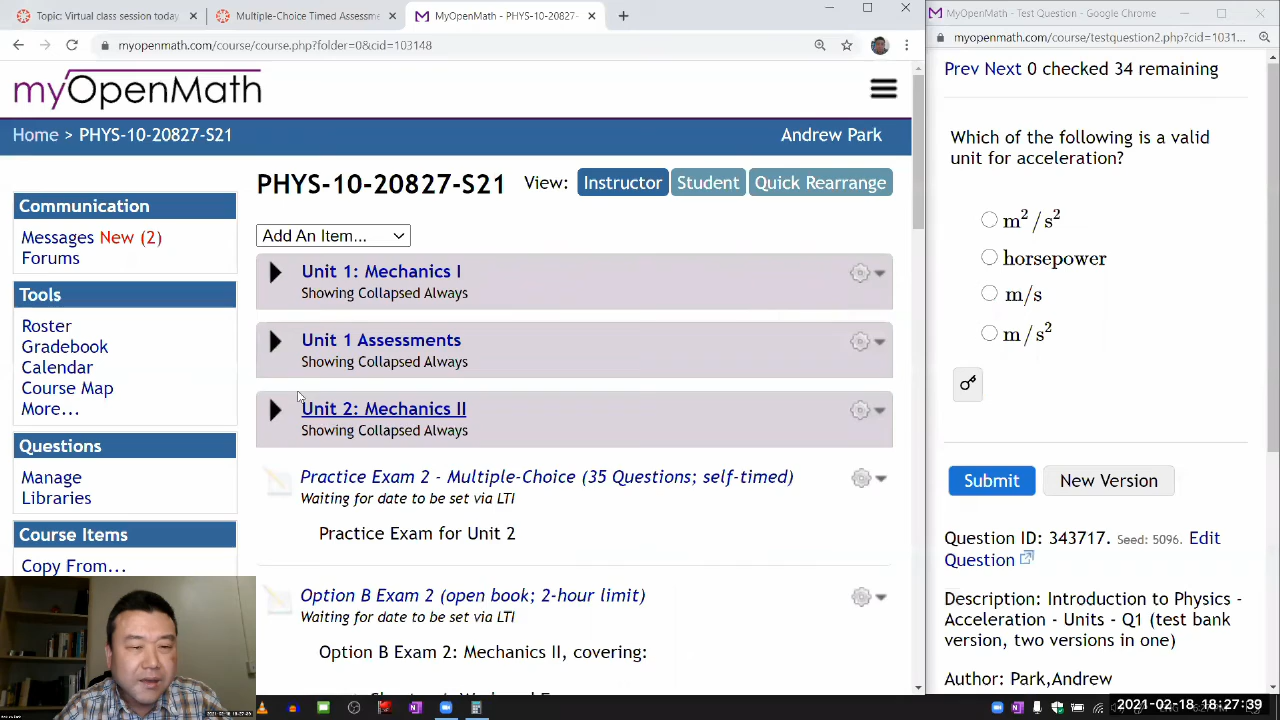 Topic: Virtual class session today
Multiple-Choice Timed Assessme
MyOpenMath - PHYS-10-20827-
myopenmath.com/course/course.php?folder=0&cid=103148
myOpenMath
Home > PHYS-10-20827-S21
Andrew Park
Communication
Messages New (2)
Forums
Tools
Roster
Gradebook
Calendar
Course Map
More...
Questions
Manage
Libraries
Course Items
Copy From...
PHYS-10-20827-S21
View: Instructor Student Quick Rearrange
Add An Item...
Unit 1: Mechanics I
Showing Collapsed Always
Unit 1 Assessments
Showing Collapsed Always
Unit 2: Mechanics II
Showing Collapsed Always
Practice Exam 2 - Multiple-Choice (35 Questions; self-timed)
Waiting for date to be set via LTI
Practice Exam for Unit 2
Option B Exam 2 (open book; 2-hour limit)
Waiting for date to be set via LTI
Option B Exam 2: Mechanics II, covering:
MyOpenMath - Test Question - Google Chrome
myopenmath.com/course/testquestion2.php?cid=1031...
Prev Next 0 checked 34 remaining
Which of the following is a valid
unit for acceleration?
m²/s²
horsepower
m/s
m/s²
Submit
New Version
Question ID: 343717. Seed: 5096. Edit
Question
Description: Introduction to Physics -
Acceleration - Units - Q1 (test bank
version, two versions in one)
Author: Park,Andrew
2021-02-18 18:27:39